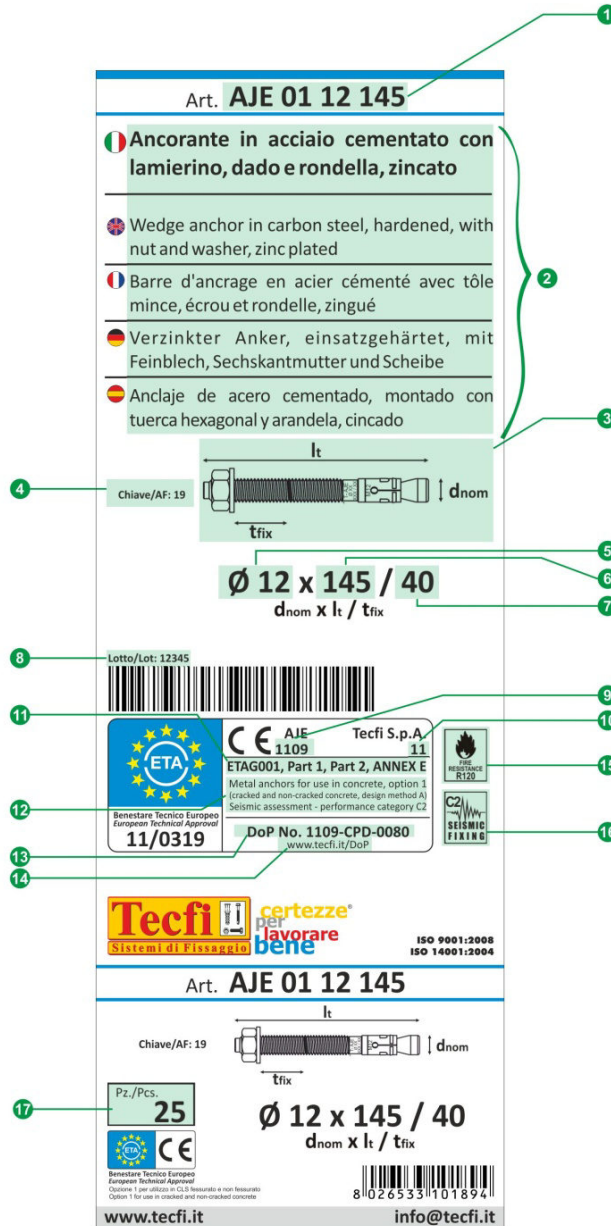 1
Art. AJE 01 12 145
Ancorante in acciaio cementato con
lamierino, dado e rondella, zincato
Wedge anchor in carbon steel, hardened, with
nut and washer, zinc plated
Barre d'ancrage en acier cémenté avec tôle
mince, écrou et rondelle, zingué
2
Verzinkter Anker, einsatzgehärtet, mit
Feinblech, Sechskantmutter und Scheibe
Anclaje de acero cementado, montado con
tuerca hexagonal y arandela, cincado
3
lt
4
Chiave/AF: 19
dnom
tfix
5
6
Ø 12 x 145 / 40
7
dnom x lt / tfix
8
Lotto/Lot: 12345
9
10
11
ETA
CE AJE
1109
Tecfi S.p.A.
11
ETAG001, Part 1, Part 2, ANNEX E
12
Metal anchors for use in concrete, option 1
(cracked and non-cracked concrete, design method A)
Seismic assessment - performance category C2
Benestare Tecnico Europeo
European Technical Approval
11/0319
13
DoP No. 1109-CPD-0080
14
www.tecfi.it/DoP
FIRE
RESISTANCE
R120
15
C2
SEISMIC
FIXING
16
Tecfi
Sistemi di Fissaggio
certezze®
per
lavorare
bene
ISO 9001:2008
ISO 14001:2004
Art. AJE 01 12 145
lt
Chiave/AF: 19
dnom
tfix
17
Pz./Pcs.
25
Ø 12 x 145 / 40
dnom x lt / tfix
ETA CE
Benestare Tecnico Europeo
European Technical Approval
Opzione 1 per utilizzo in CLS fessurato e non fessurato
Option 1 for use in cracked and non-cracked concrete
8 026533 101894
www.tecfi.it
info@tecfi.it